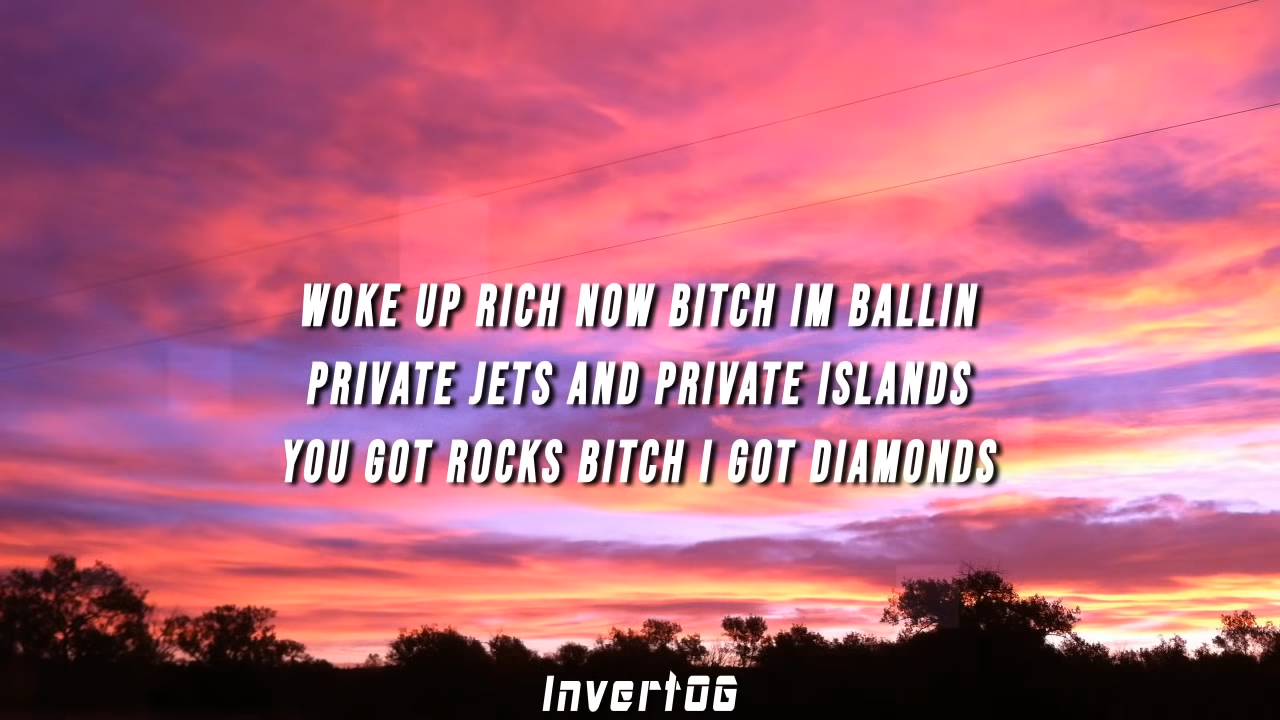 WOKE UP RICH NOW BITCH IM BALLIN
PRIVATE JETS AND PRIVATE ISLANDS
YOU GOT ROCKS BITCH I GOT DIAMONDS
InvertOG